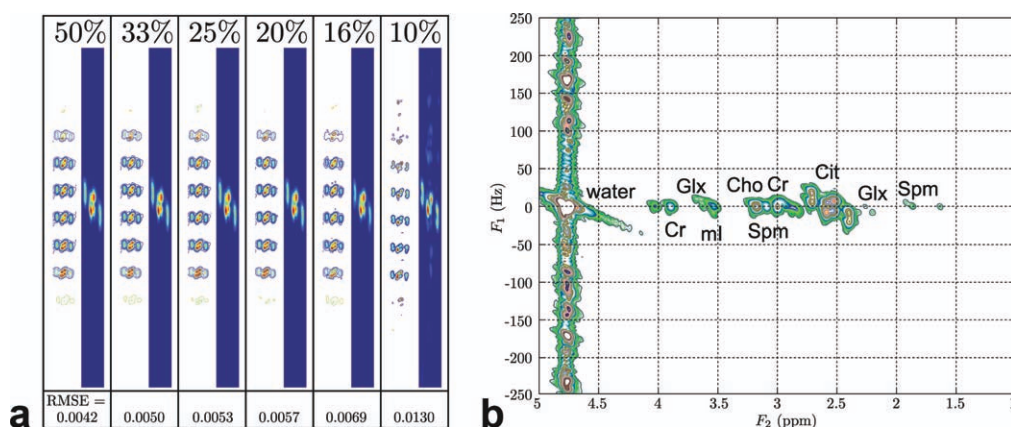 50% 33% 25% 20% 16% 10%
RMSE =
0.0042 0.0050 0.0053 0.0057 0.0069 0.0130
a
250
200
150
100
50
0
-50
-100
-150
-200
-250
F1 (Hz)
water Glx Cho Cr Cit Glx Spm
Cr mI Spm
5 4.5 4 3.5 3 2.5 2 1.5 1
F2 (ppm)
b